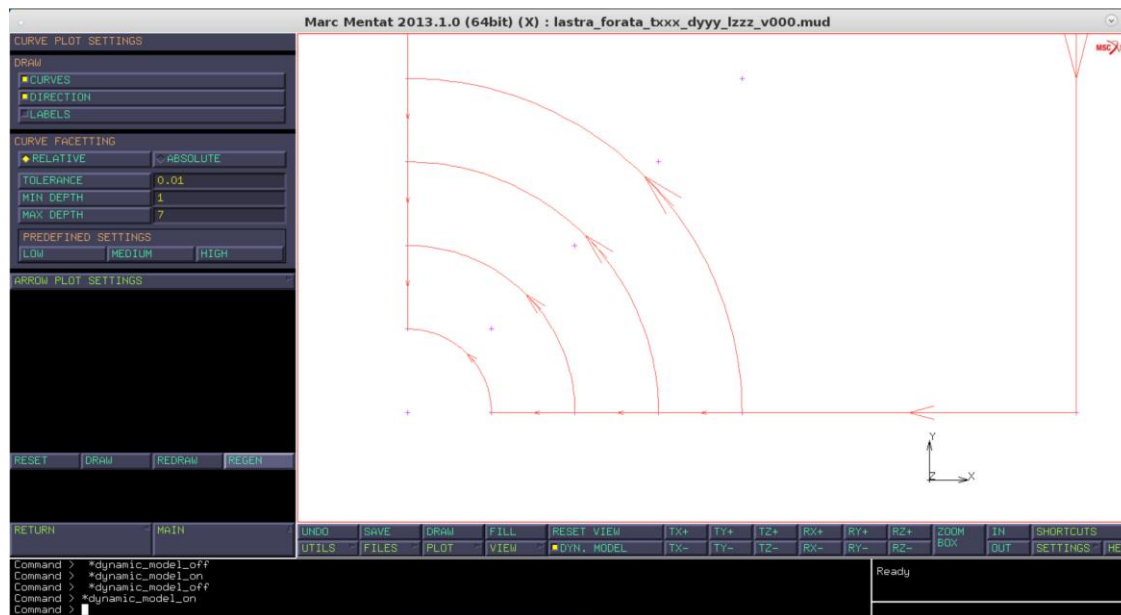 Marc Mentat 2013.1.0 (64bit) (X) : lastra_forata_txxx_dyyy_lzzz_v000.mud
CURVE PLOT SETTINGS
DRAW
CURVES
DIRECTION
LABELS
CURVE FACETTING
RELATIVE ABSOLUTE
TOLERANCE 0.01
MIN DEPTH 1
MAX DEPTH 7
PREDEFINED SETTINGS
LOW MEDIUM HIGH
ARROW PLOT SETTINGS
RESET DRAW REDRAW REGEN
RETURN MAIN
MSC
Y
Z X
UNDO SAVE DRAW FILL RESET VIEW TX+ TY+ TZ+ RX+ RY+ RZ+ ZOOM BOX IN SHORTCUTS
UTILS FILES PLOT VIEW DYN. MODEL TX- TY- TZ- RX- RY- RZ- OUT SETTINGS HE
Command > *dynamic_model_off
Command > *dynamic_model_on
Command > *dynamic_model_off
Command > *dynamic_model_on
Command >
Ready